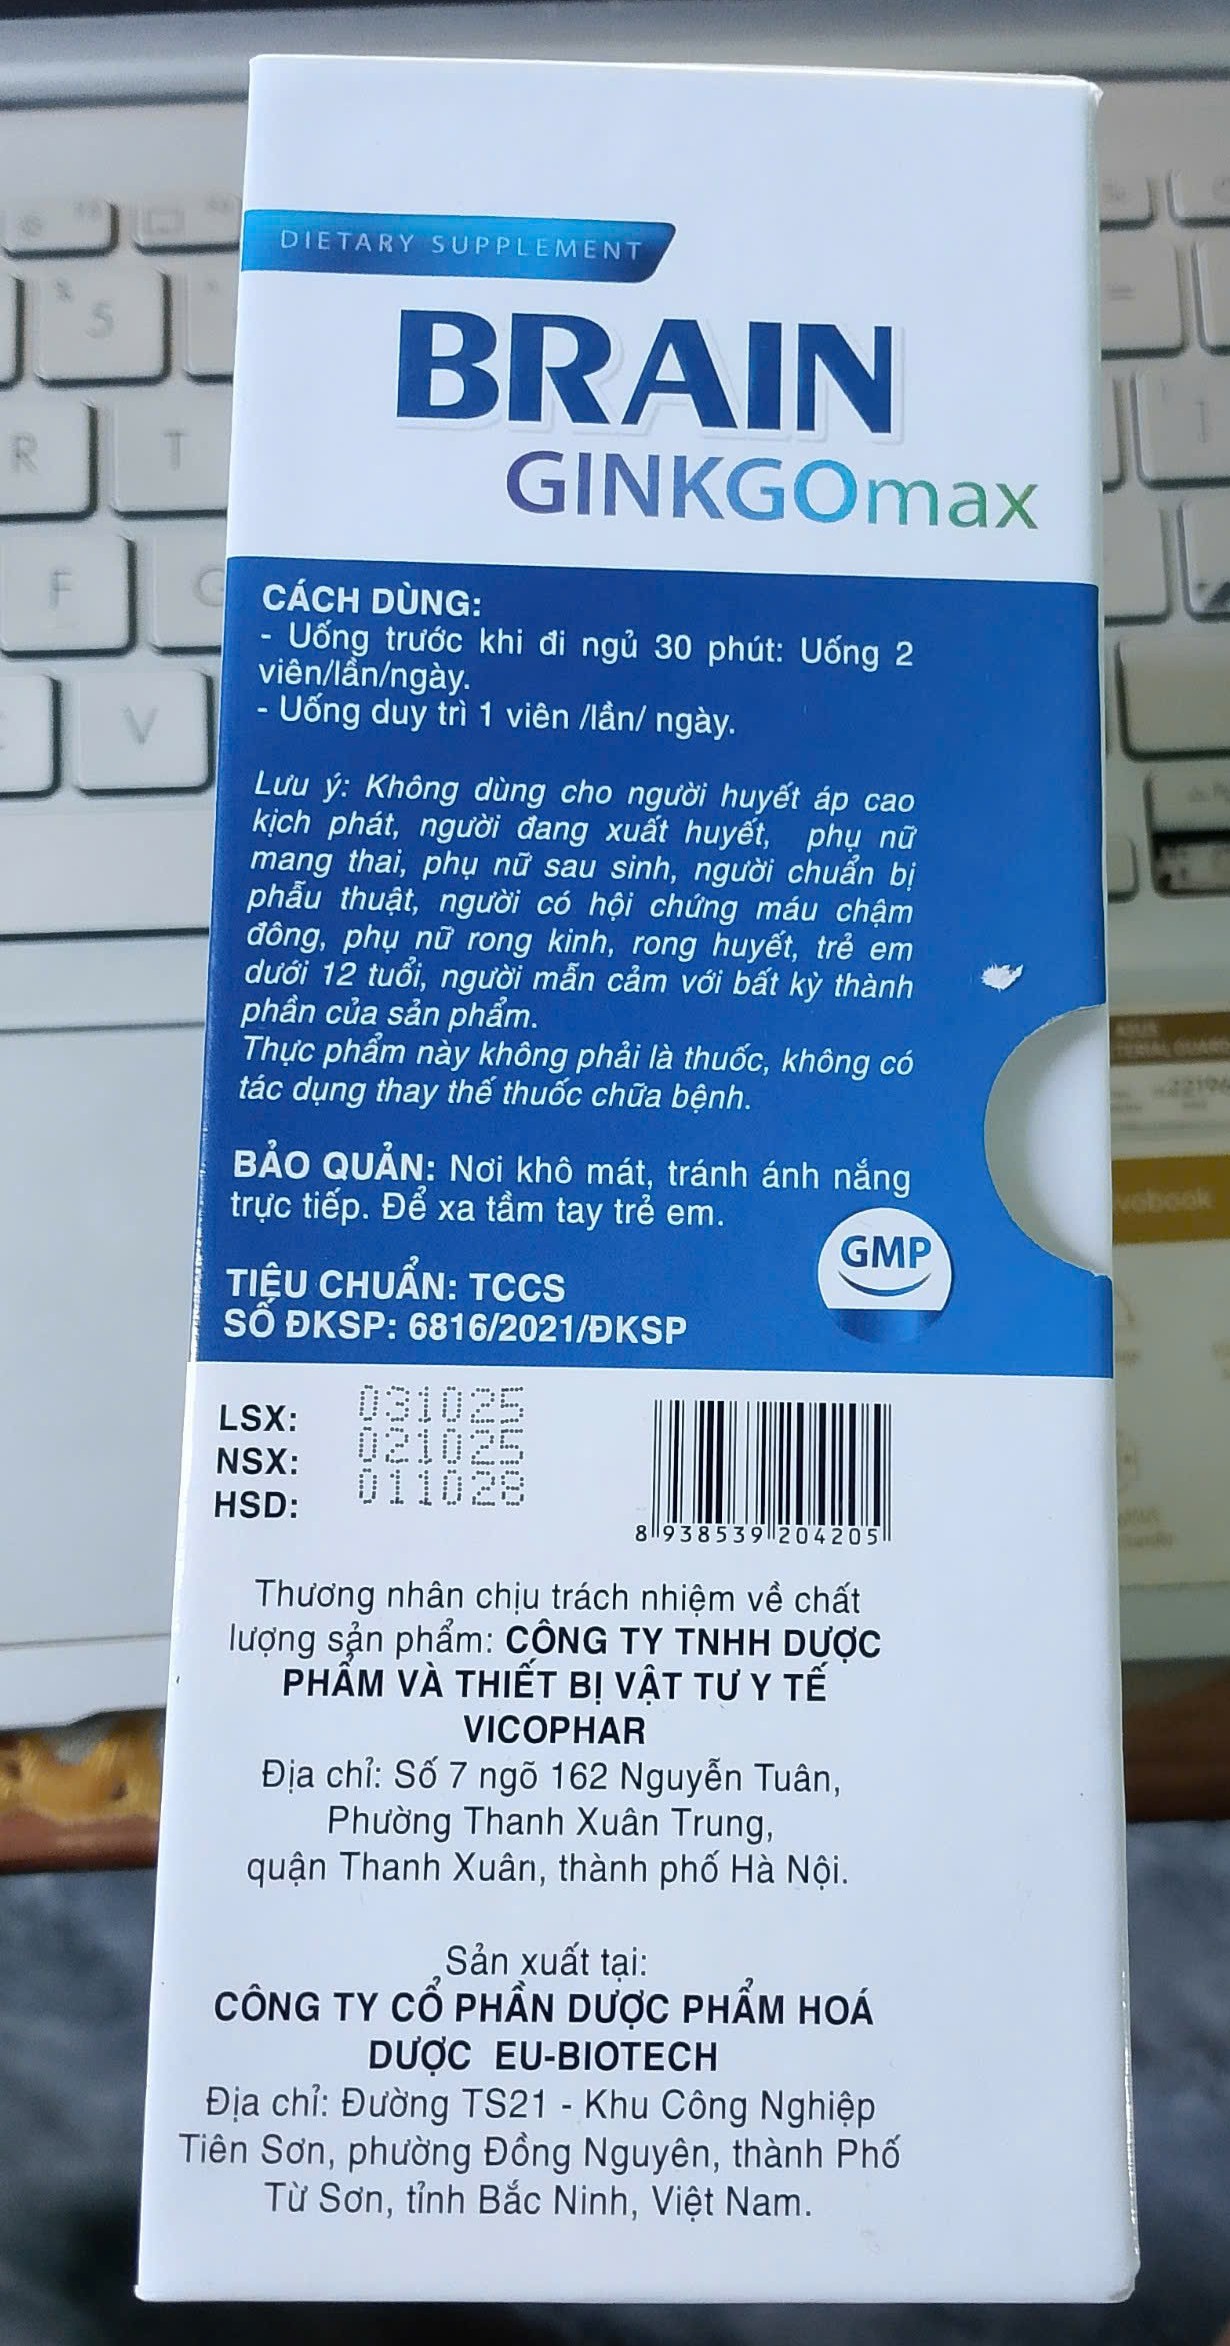 DIETARY SUPPLEMENT
BRAIN
GINKGOmax
CÁCH DÙNG:
- Uống trước khi đi ngủ 30 phút: Uống 2
viên/lần/ngày.
- Uống duy trì 1 viên /lần/ ngày.
Lưu ý: Không dùng cho người huyết áp cao
kịch phát, người đang xuất huyết, phụ nữ
mang thai, phụ nữ sau sinh, người chuẩn bị
phẫu thuật, người có hội chứng máu chậm
đông, phụ nữ rong kinh, rong huyết, trẻ em
dưới 12 tuổi, người mẫn cảm với bất kỳ thành
phần của sản phẩm.
Thực phẩm này không phải là thuốc, không có
tác dụng thay thế thuốc chữa bệnh.
BẢO QUẢN: Nơi khô mát, tránh ánh nắng
trực tiếp. Để xa tầm tay trẻ em.
GMP
TIÊU CHUẨN: TCCS
SỐ ĐKSP: 6816/2021/ĐKSP
LSX: 031025
NSX: 021025
HSD: 011028
8 938539 204205
Thương nhân chịu trách nhiệm về chất
lượng sản phẩm: CÔNG TY TNHH DƯỢC
PHẨM VÀ THIẾT BỊ VẬT TƯ Y TẾ
VICOPHAR
Địa chỉ: Số 7 ngõ 162 Nguyễn Tuân,
Phường Thanh Xuân Trung,
quận Thanh Xuân, thành phố Hà Nội.
Sản xuất tại:
CÔNG TY CỔ PHẦN DƯỢC PHẨM HOÁ
DƯỢC EU-BIOTECH
Địa chỉ: Đường TS21 - Khu Công Nghiệp
Tiên Sơn, phường Đồng Nguyên, thành Phố
Từ Sơn, tỉnh Bắc Ninh, Việt Nam.
5
R
T
F
V